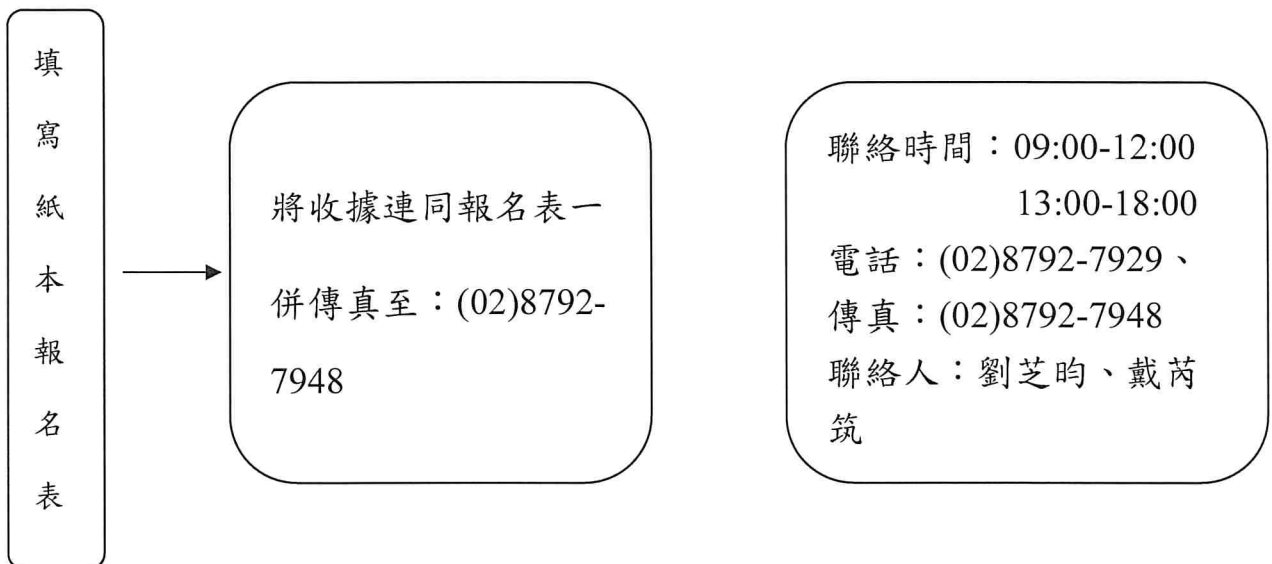 填寫紙本報名表
將收據連同報名表一
併傳真至：(02)8792-
7948
聯絡時間：09:00-12:00
13:00-18:00
電話：(02)8792-7929、
傳真：(02)8792-7948
聯絡人：劉芝昀、戴芮
筑